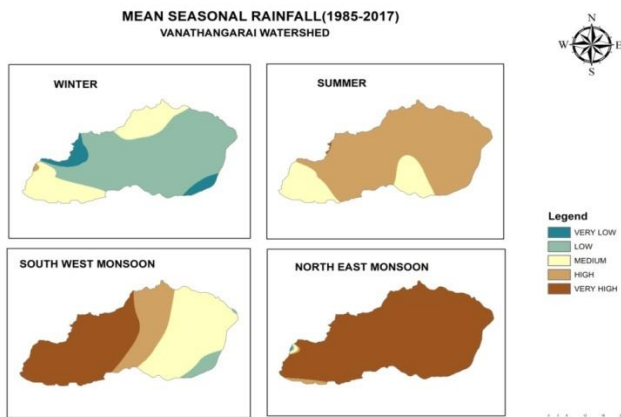 MEAN SEASONAL RAINFALL(1985-2017)
VANATHANGARAI WATERSHED
N
W E
S
WINTER
SUMMER
SOUTH WEST MONSOON
NORTH EAST MONSOON
Legend
VERY LOW
LOW
MEDIUM
HIGH
VERY HIGH